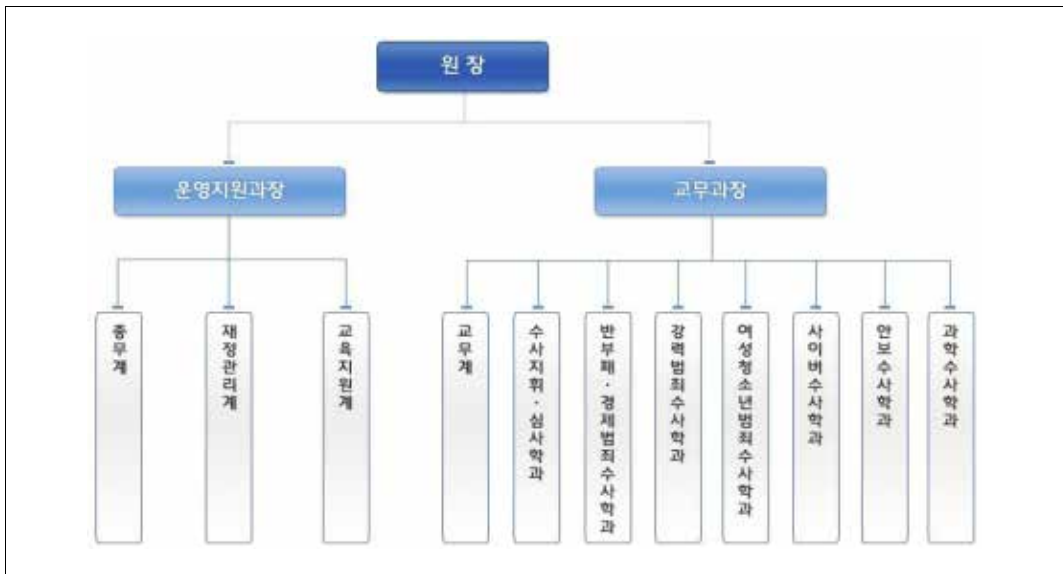 원 장
운영지원과장
교무과장
총무계
재정관리계
교육지원계
교무계
수사지휘·심사학과
반부패·경제범죄수사학과
강력범죄수사학과
여성청소년범죄수사학과
사이버수사학과
안보수사학과
과학수사학과